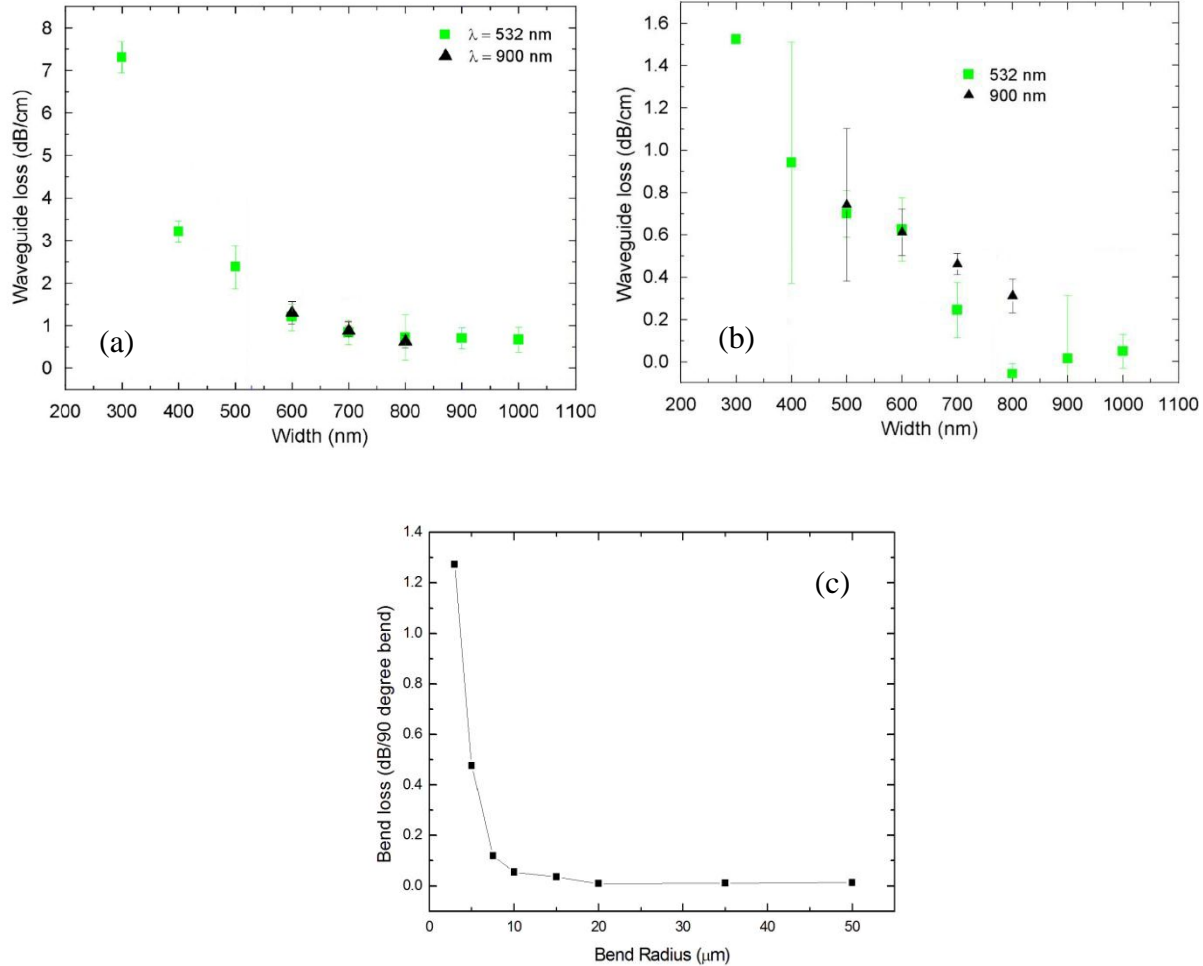 8
7
6
5
4
3
2
1
0
Waveguide loss (dB/cm)
λ = 532 nm
λ = 900 nm
(a)
200 300 400 500 600 700 800 900 1000 1100
Width (nm)
1.6
1.4
1.2
1.0
0.8
0.6
0.4
0.2
0.0
Waveguide loss (dB/cm)
532 nm
900 nm
(b)
200 300 400 500 600 700 800 900 1000 1100
Width (nm)
1.4
1.2
1.0
0.8
0.6
0.4
0.2
0.0
Bend loss (dB/90 degree bend)
(c)
0 10 20 30 40 50
Bend Radius (μm)